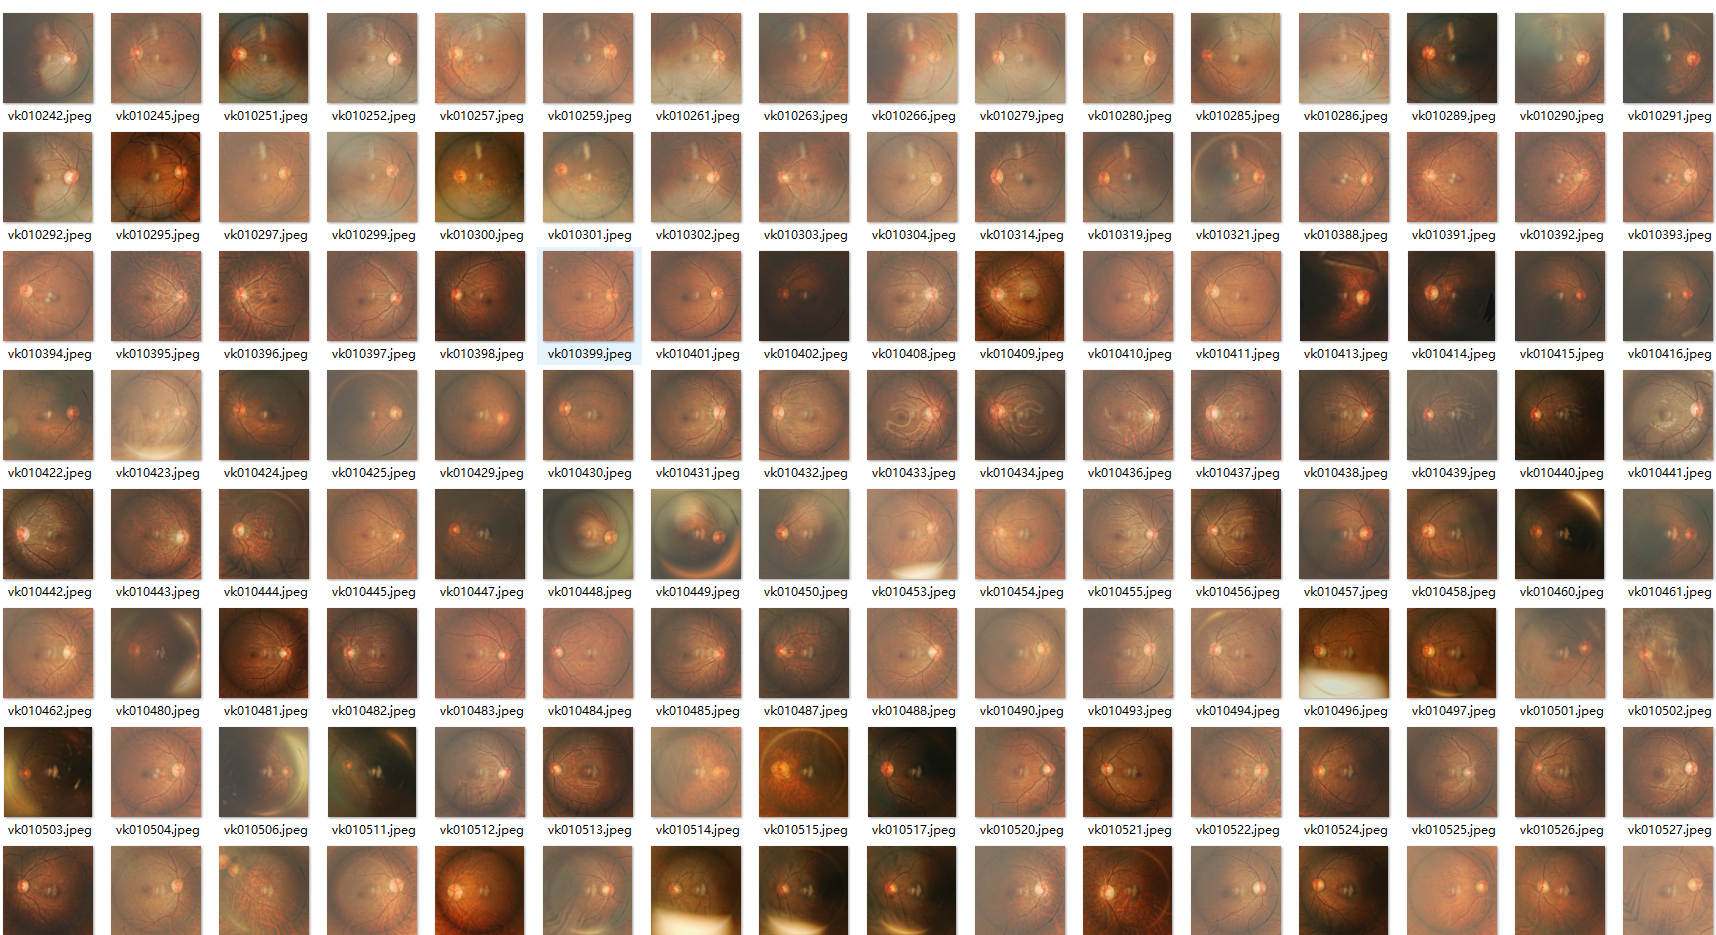 vk010242.jpeg vk010245.jpeg vk010251.jpeg vk010252.jpeg vk010257.jpeg vk010259.jpeg vk010261.jpeg vk010263.jpeg vk010266.jpeg vk010279.jpeg vk010280.jpeg vk010285.jpeg vk010286.jpeg vk010289.jpeg vk010290.jpeg vk010291.jpeg
vk010292.jpeg vk010295.jpeg vk010297.jpeg vk010299.jpeg vk010300.jpeg vk010301.jpeg vk010302.jpeg vk010303.jpeg vk010304.jpeg vk010314.jpeg vk010319.jpeg vk010321.jpeg vk010388.jpeg vk010391.jpeg vk010392.jpeg vk010393.jpeg
vk010394.jpeg vk010395.jpeg vk010396.jpeg vk010397.jpeg vk010398.jpeg vk010399.jpeg vk010401.jpeg vk010402.jpeg vk010408.jpeg vk010409.jpeg vk010410.jpeg vk010411.jpeg vk010413.jpeg vk010414.jpeg vk010415.jpeg vk010416.jpeg
vk010422.jpeg vk010423.jpeg vk010424.jpeg vk010425.jpeg vk010429.jpeg vk010430.jpeg vk010431.jpeg vk010432.jpeg vk010433.jpeg vk010434.jpeg vk010436.jpeg vk010437.jpeg vk010438.jpeg vk010439.jpeg vk010440.jpeg vk010441.jpeg
vk010442.jpeg vk010443.jpeg vk010444.jpeg vk010445.jpeg vk010447.jpeg vk010448.jpeg vk010449.jpeg vk010450.jpeg vk010453.jpeg vk010454.jpeg vk010455.jpeg vk010456.jpeg vk010457.jpeg vk010458.jpeg vk010460.jpeg vk010461.jpeg
vk010462.jpeg vk010480.jpeg vk010481.jpeg vk010482.jpeg vk010483.jpeg vk010484.jpeg vk010485.jpeg vk010487.jpeg vk010488.jpeg vk010490.jpeg vk010493.jpeg vk010494.jpeg vk010496.jpeg vk010497.jpeg vk010501.jpeg vk010502.jpeg
vk010503.jpeg vk010504.jpeg vk010506.jpeg vk010511.jpeg vk010512.jpeg vk010513.jpeg vk010514.jpeg vk010515.jpeg vk010517.jpeg vk010520.jpeg vk010521.jpeg vk010522.jpeg vk010524.jpeg vk010525.jpeg vk010526.jpeg vk010527.jpeg